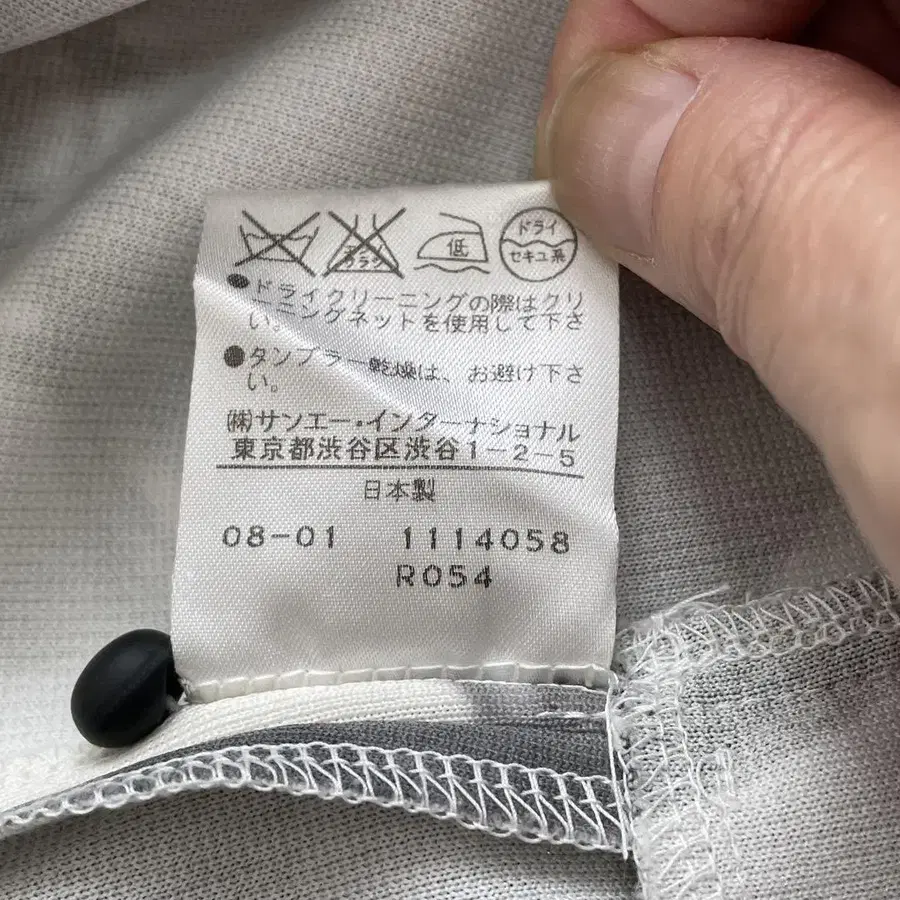 低 ドライ
セキュ系
●ドライクリーニングの際はクリ
ーニングネットを使用して下さ
い。
●タンブラー乾燥は、お避け下さ
い。
㈱サンエー・インターナショナル
東京都渋谷区渋谷1-2-5
日本製
08-01 1114058
R054